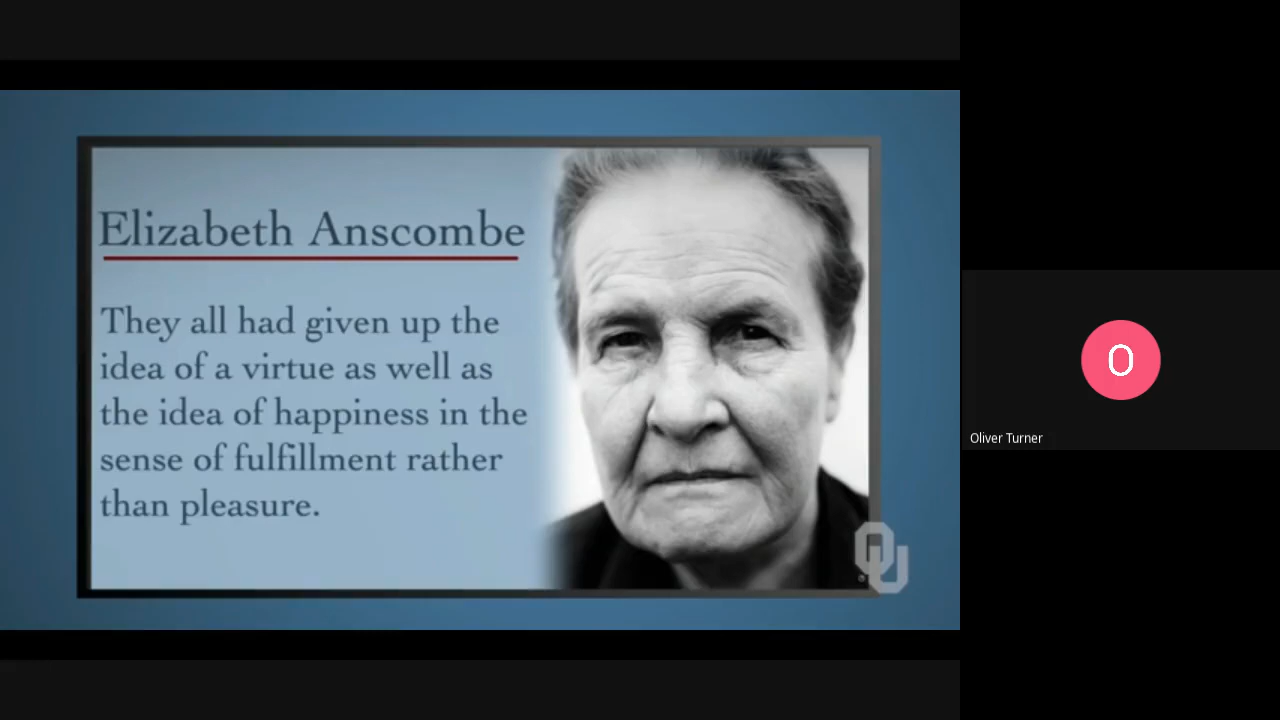 Elizabeth Anscombe
They all had given up the
idea of a virtue as well as
the idea of happiness in the
sense of fulfillment rather
than pleasure.
OU
O
Oliver Turner